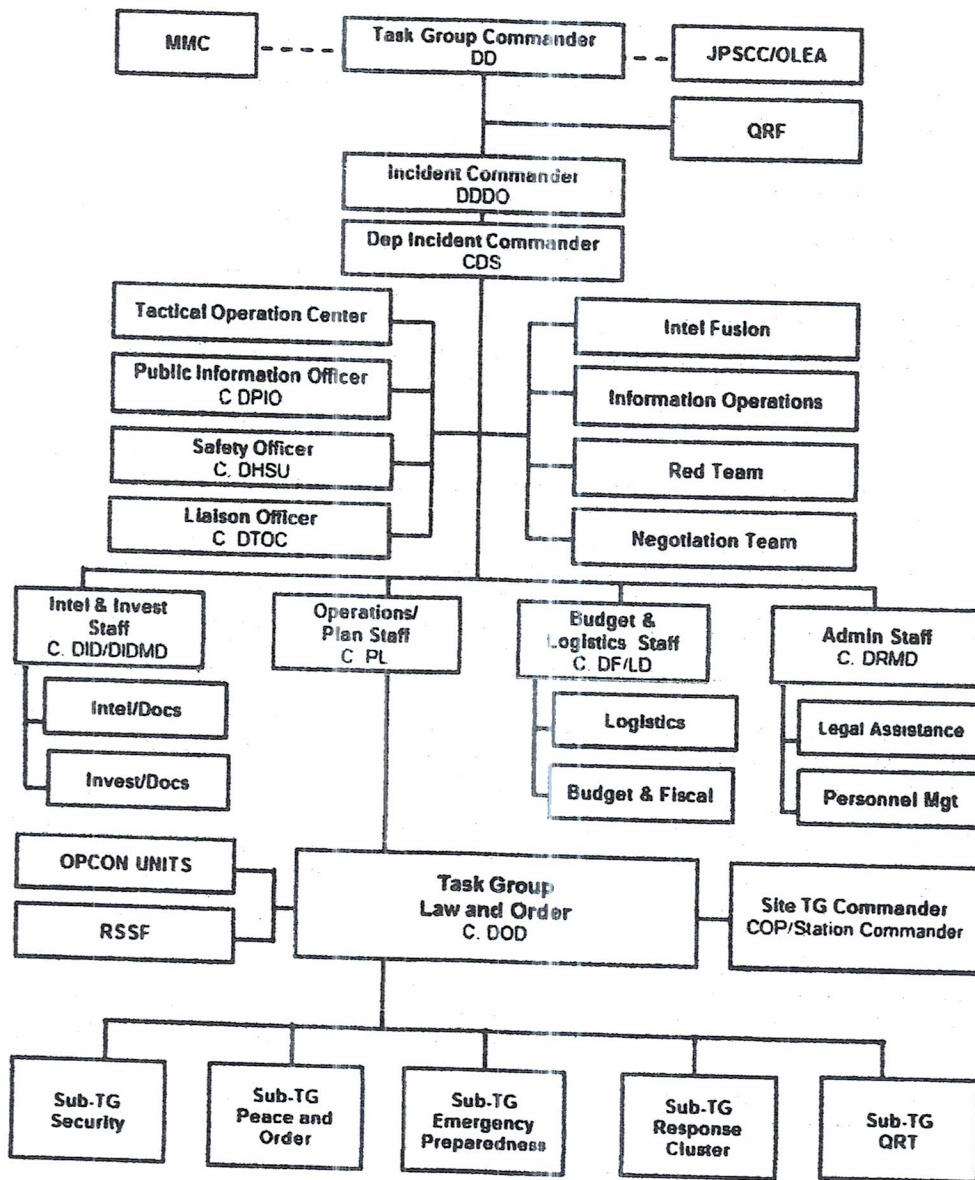 MMC
Task Group Commander
DD
JPSCC/OLEA
QRF
Incident Commander
DDDO
Dep Incident Commander
CDS
Tactical Operation Center
Public Information Officer
C DPIO
Safety Officer
C. DHSU
Liaison Officer
C DTOC
Intel Fusion
Information Operations
Red Team
Negotiation Team
Intel & Invest
Staff
C. DID/DIDMD
Operations/
Plan Staff
C PL
Budget &
Logistics Staff
C. DF/LD
Admin Staff
C. DRMD
Intel/Docs
Invest/Docs
Logistics
Budget & Fiscal
Legal Assistance
Personnel Mgt
OPCON UNITS
RSSF
Task Group
Law and Order
C. DOD
Site TG Commander
COP/Station Commander
Sub-TG
Security
Sub-TG
Peace and
Order
Sub-TG
Emergency
Preparedness
Sub-TG
Response
Cluster
Sub-TG
QRT